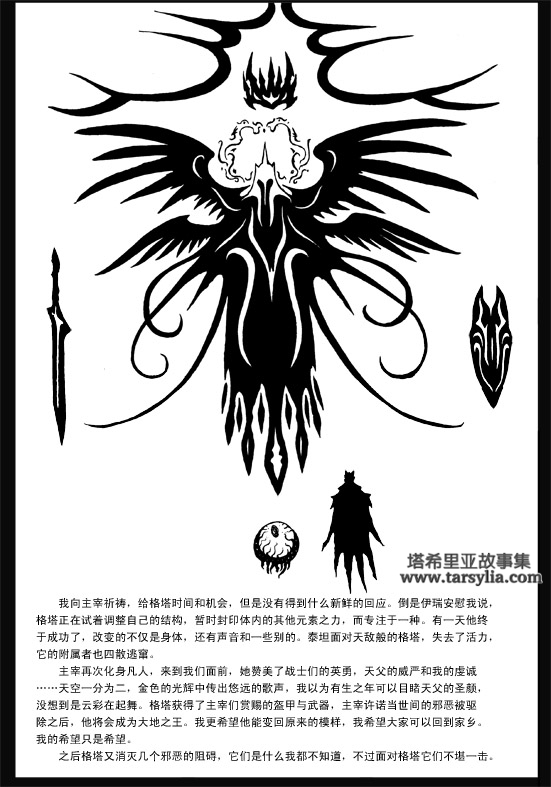 塔希里亚故事集
www.tarsylia.com
我向主宰祈祷，给格塔时间和机会，但是没有得到什么新鲜的回应。倒是伊瑞安慰我说，
格塔正在试着调整自己的结构，暂时封印体内的其他元素之力，而专注于一种。有一天他终
于成功了，改变的不仅是身体，还有声音和一些别的。泰坦面对天敌般的格塔，失去了活力，
它的附属者也四散逃窜。
主宰再次化身凡人，来到我们面前，她赞美了战士们的英勇，天父的威严和我的虔诚
……天空一分为二，金色的光辉中传出悠远的歌声，我以为有生之年可以目睹天父的圣颜，
没想到是云彩在起舞。格塔获得了主宰们赏赐的盔甲与武器，主宰许诺当世间的邪恶被驱
除之后，他将会成为大地之王。我更希望他能变回原来的模样，我希望大家可以回到家乡。
我的希望只是希望。
之后格塔又消灭几个邪恶的阻碍，它们是什么我都不知道，不过面对格塔它们不堪一击。